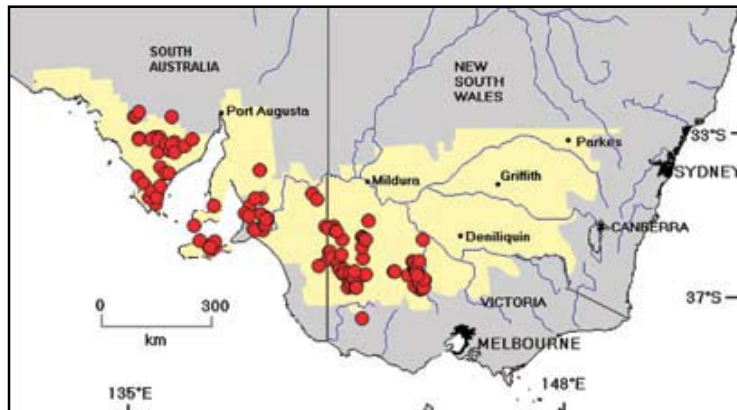 SOUTH
AUSTRALIA
NEW
SOUTH
WALES
Port Augusta
Parkes
33°S
SYDNEY
Mildura
Griffith
Deniliquin
CANBERRA
0 300
km
VICTORIA
37°S
MELBOURNE
135°E
148°E